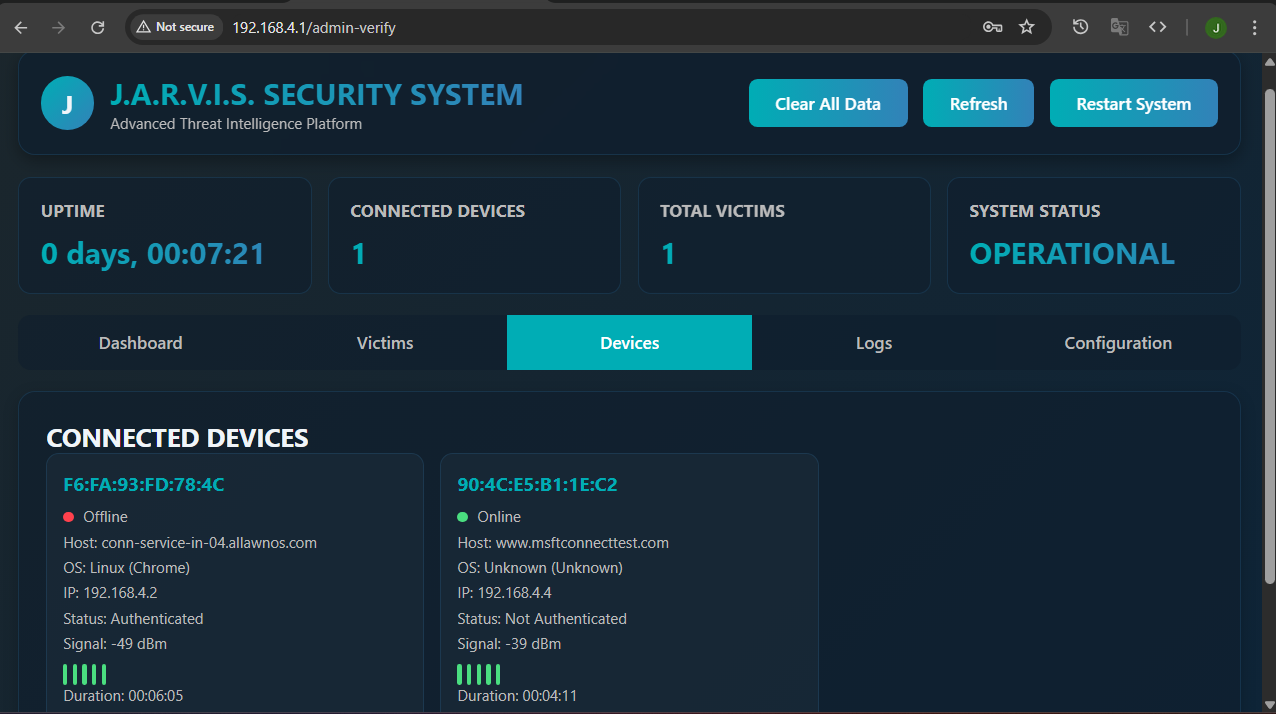 Not secure 192.168.4.1/admin-verify
J
J J.A.R.V.I.S. SECURITY SYSTEM
Advanced Threat Intelligence Platform
Clear All Data Refresh Restart System
UPTIME
0 days, 00:07:21
CONNECTED DEVICES
1
TOTAL VICTIMS
1
SYSTEM STATUS
OPERATIONAL
Dashboard Victims Devices Logs Configuration
CONNECTED DEVICES
F6:FA:93:FD:78:4C
Offline
Host: conn-service-in-04.allawnos.com
OS: Linux (Chrome)
IP: 192.168.4.2
Status: Authenticated
Signal: -49 dBm
Duration: 00:06:05
90:4C:E5:B1:1E:C2
Online
Host: www.msftconnecttest.com
OS: Unknown (Unknown)
IP: 192.168.4.4
Status: Not Authenticated
Signal: -39 dBm
Duration: 00:04:11